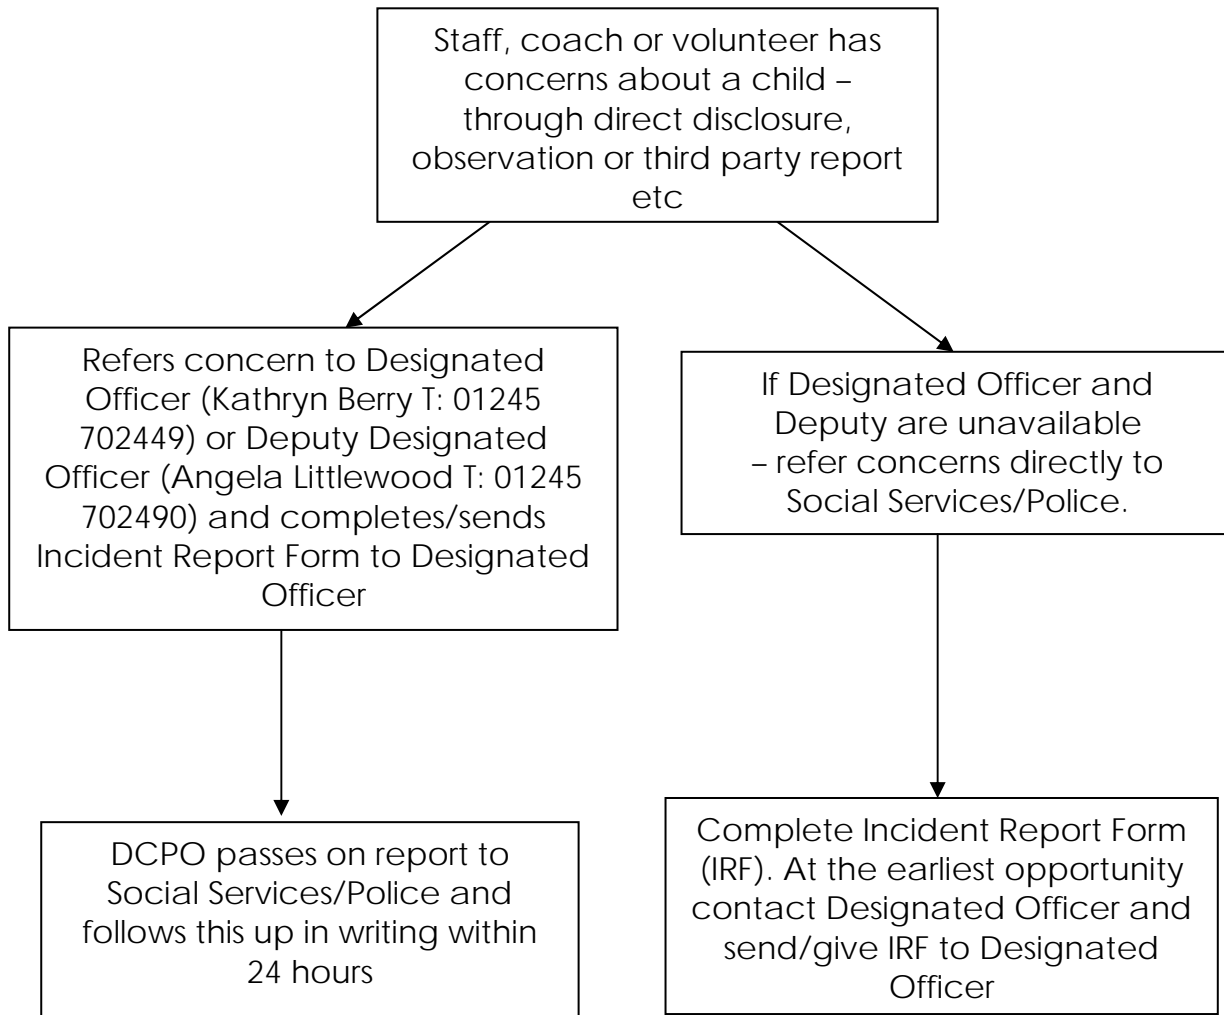 Staff, coach or volunteer has
concerns about a child –
through direct disclosure,
observation or third party report
etc
Refers concern to Designated
Officer (Kathryn Berry T: 01245
702449) or Deputy Designated
Officer (Angela Littlewood T: 01245
702490) and completes/sends
Incident Report Form to Designated
Officer
If Designated Officer and
Deputy are unavailable
– refer concerns directly to
Social Services/Police.
DCPO passes on report to
Social Services/Police and
follows this up in writing within
24 hours
Complete Incident Report Form
(IRF). At the earliest opportunity
contact Designated Officer and
send/give IRF to Designated
Officer